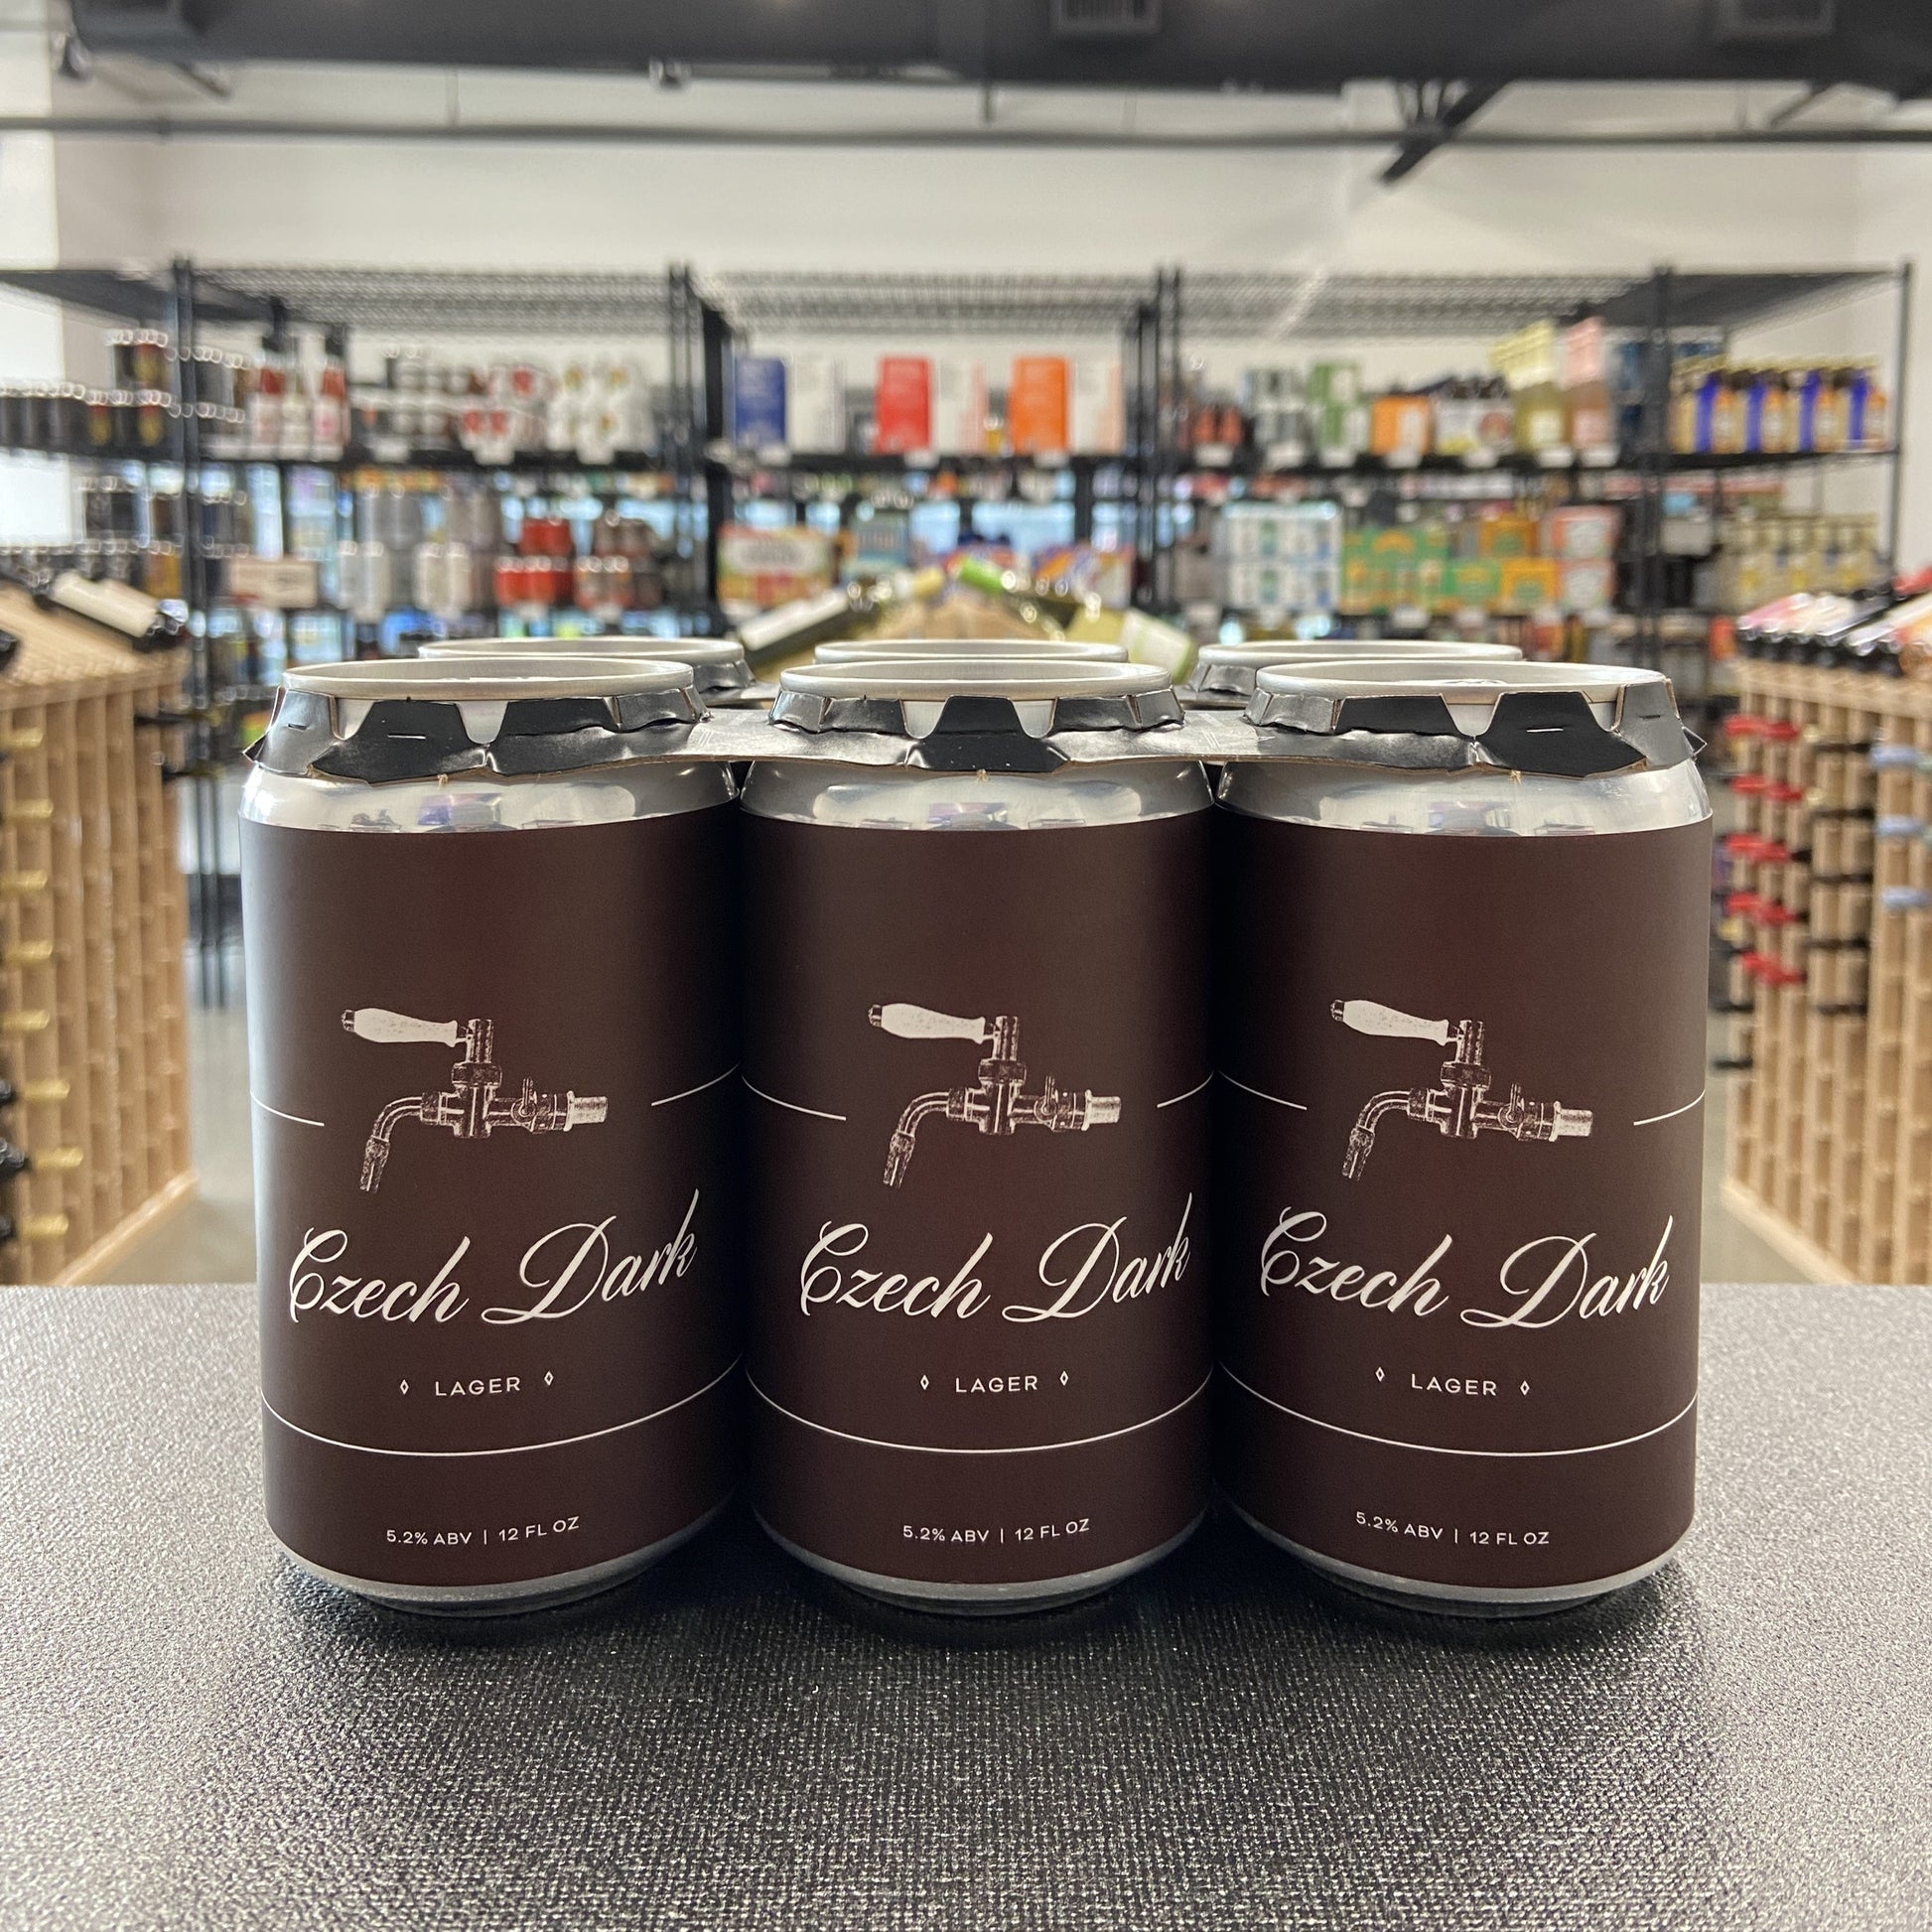 Czech Dark
LAGER
5.2% ABV | 12 FL OZ
Czech Dark
LAGER
5.2% ABV | 12 FL OZ
Czech Dark
LAGER
5.2% ABV | 12 FL OZ